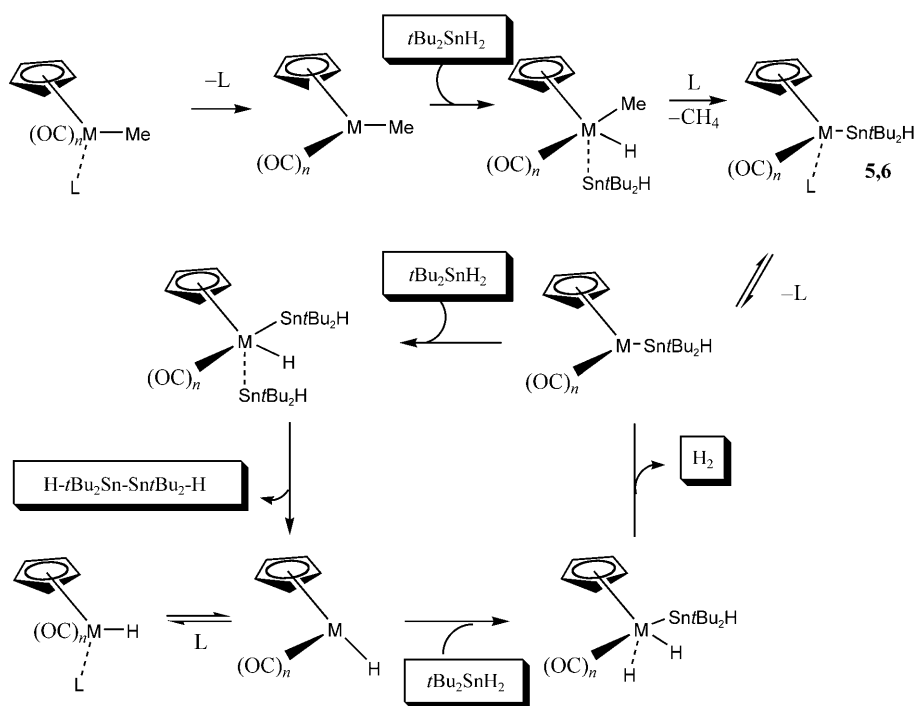 tBu₂SnH₂
–L
(OC)ₙM–Me
L
M–Me
(OC)ₙ
Me
M
H
(OC)ₙ
SntBu₂H
L
–CH₄
M–SntBu₂H
(OC)ₙ
L
5,6
tBu₂SnH₂
–L
SntBu₂H
M
H
(OC)ₙ
SntBu₂H
M–SntBu₂H
(OC)ₙ
H-tBu₂Sn-SntBu₂-H
H₂
(OC)ₙM–H
L
L
M
H
(OC)ₙ
tBu₂SnH₂
SntBu₂H
M
H
(OC)ₙ
H